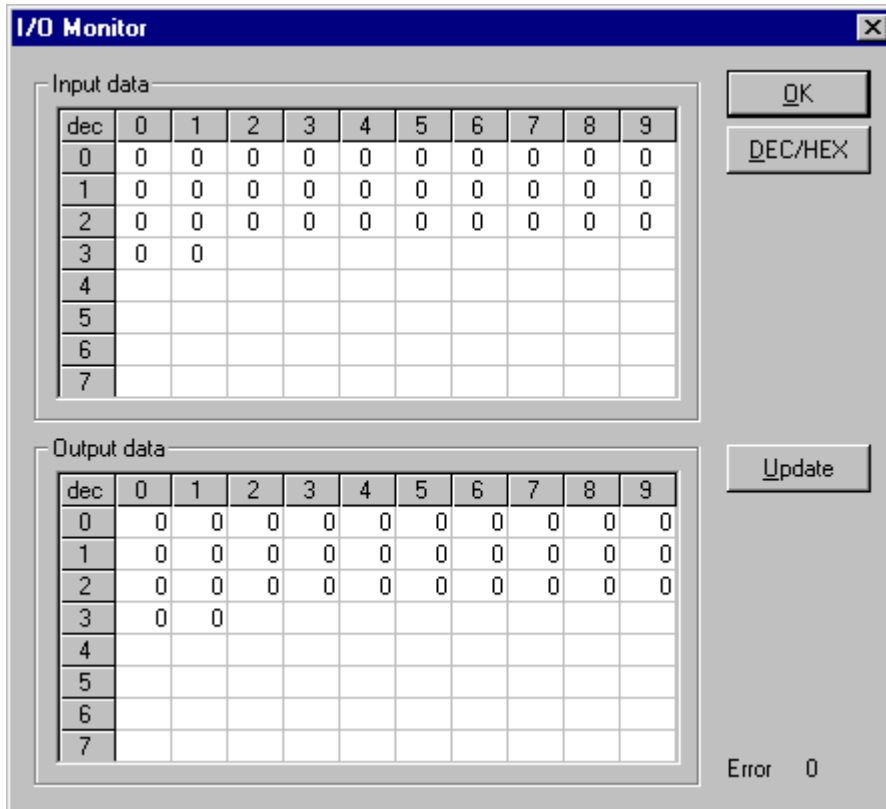 I/O Monitor
Input data
dec 0 1 2 3 4 5 6 7 8 9
0 0 0 0 0 0 0 0 0 0 0
1 0 0 0 0 0 0 0 0 0 0
2 0 0 0 0 0 0 0 0 0 0
3 0 0
4
5
6
7
OK
DEC/HEX
Output data
dec 0 1 2 3 4 5 6 7 8 9
0 0 0 0 0 0 0 0 0 0 0
1 0 0 0 0 0 0 0 0 0 0
2 0 0 0 0 0 0 0 0 0 0
3 0 0
4
5
6
7
Update
Error 0